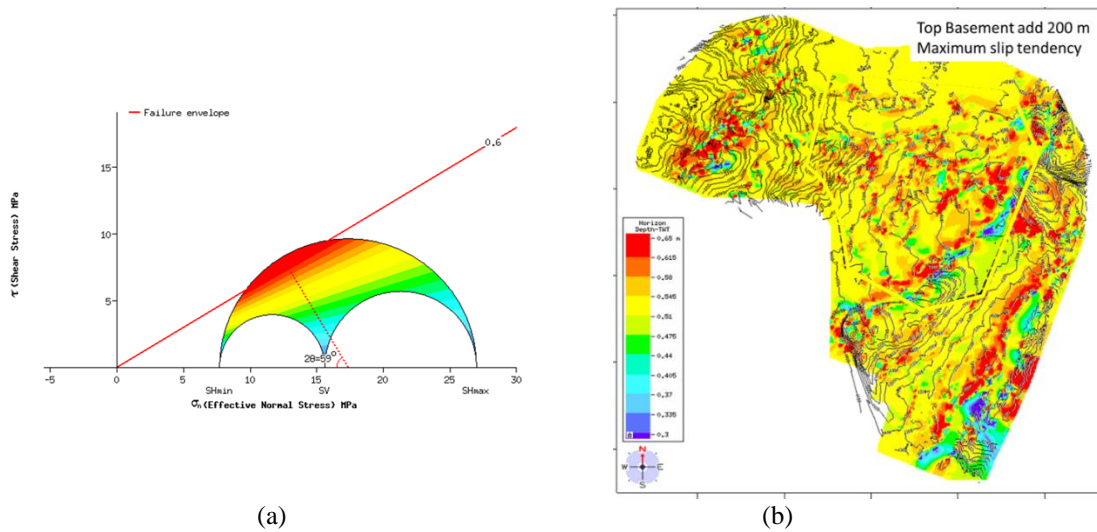 Failure envelope
0.6
15
10
5
τ(Shear Stress) MPa
2θ=59°
-5 0 5 10 15 20 25 30
SHmin SV SHmax
σn(Effective Normal Stress) MPa
(a)
Top Basement add 200 m
Maximum slip tendency
Horizon
Depth-TWT
0.65 m
0.615
0.58
0.545
0.51
0.475
0.44
0.405
0.37
0.335
0.3
N
W E
S
(b)